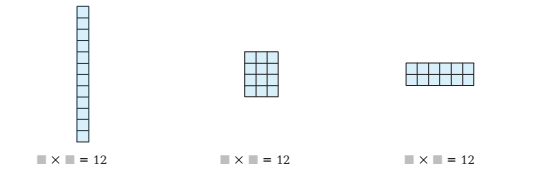 ■ × ■ = 12
■ × ■ = 12
■ × ■ = 12